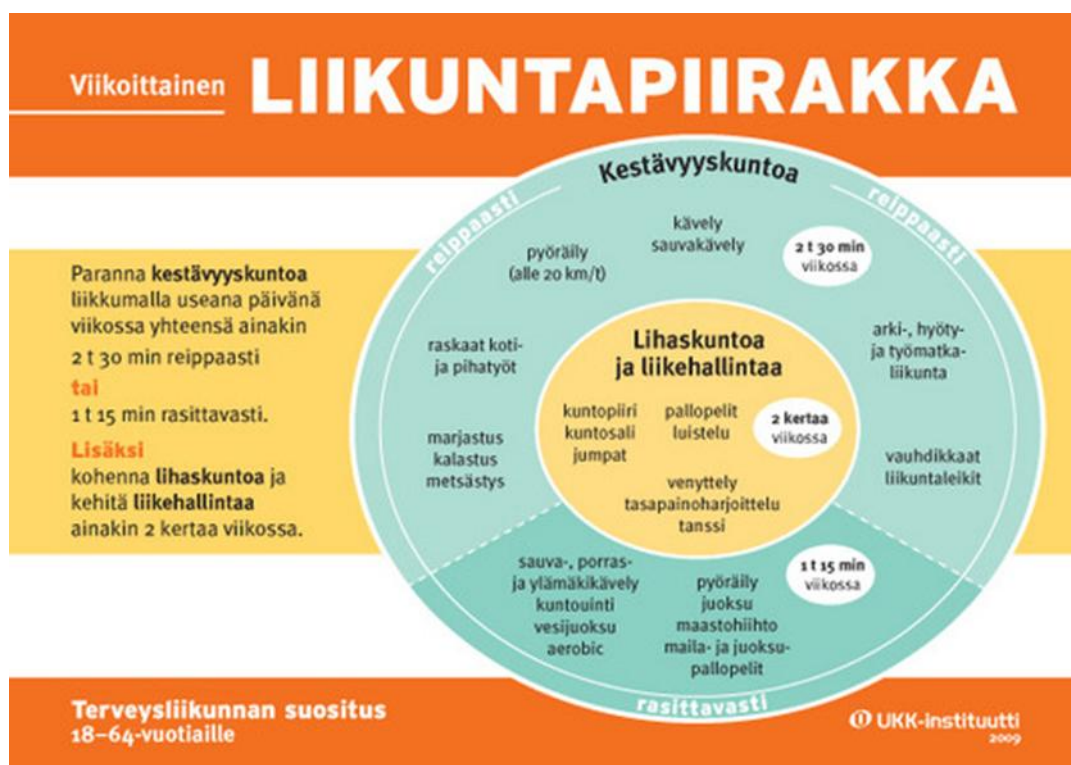 Viikoittainen LIIKUNTAPIIRAKKA
Paranna kestävyyskuntoa
liikkumalla useana päivänä
viikossa yhteensä ainakin
2 t 30 min reippaasti
tai
1 t 15 min rasittavasti.
Lisäksi
kohenna lihaskuntoa ja
kehitä liikehallintaa
ainakin 2 kertaa viikossa.
Kestävyyskuntoa
reippaasti
reippaasti
kävely
sauvakävely
2 t 30 min
viikossa
pyöräily
(alle 20 km/t)
raskaat koti-
ja pihatyöt
arki-, hyöty-
ja työmatka-
liikunta
marjastus
kalastus
metsästys
vauhdikkaat
liikuntaleikit
Lihaskuntoa
ja liikehallintaa
kuntopiiri
kuntosali
jumpat
pallopelit
luistelu
2 kertaa
viikossa
venyttely
tasapainoharjoittelu
tanssi
sauva-, porras-
ja ylämäkikävely
kuntouinti
vesijuoksu
aerobic
pyöräily
juoksu
maastohiihto
maila- ja juoksu-
pallopelit
1 t 15 min
viikossa
rasittavasti
Terveysliikunnan suositus
18–64-vuotiaille
UKK-instituutti
2009